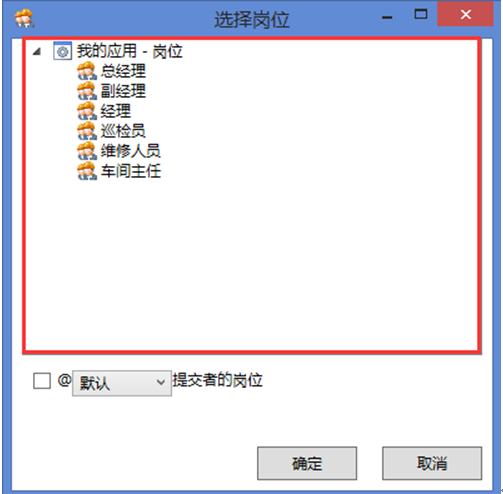 选择岗位
我的应用 - 岗位
总经理
副经理
经理
巡检员
维修人员
车间主任
@ 默认 提交者的岗位
确定 取消